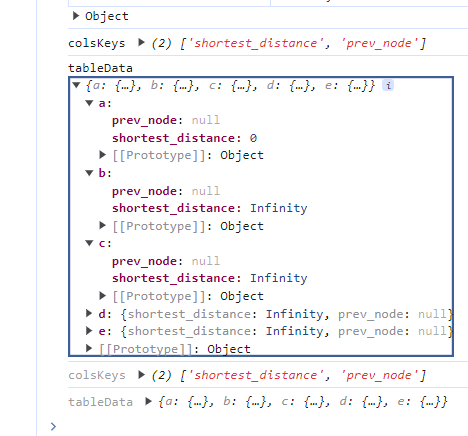 Object
colsKeys (2) ['shortest_distance', 'prev_node']
tableData
{a: {…}, b: {…}, c: {…}, d: {…}, e: {…}} i
a:
prev_node: null
shortest_distance: 0
[[Prototype]]: Object
b:
prev_node: null
shortest_distance: Infinity
[[Prototype]]: Object
c:
prev_node: null
shortest_distance: Infinity
[[Prototype]]: Object
d: {shortest_distance: Infinity, prev_node: null}
e: {shortest_distance: Infinity, prev_node: null}
[[Prototype]]: Object
colsKeys (2) ['shortest_distance', 'prev_node']
tableData {a: {…}, b: {…}, c: {…}, d: {…}, e: {…}}